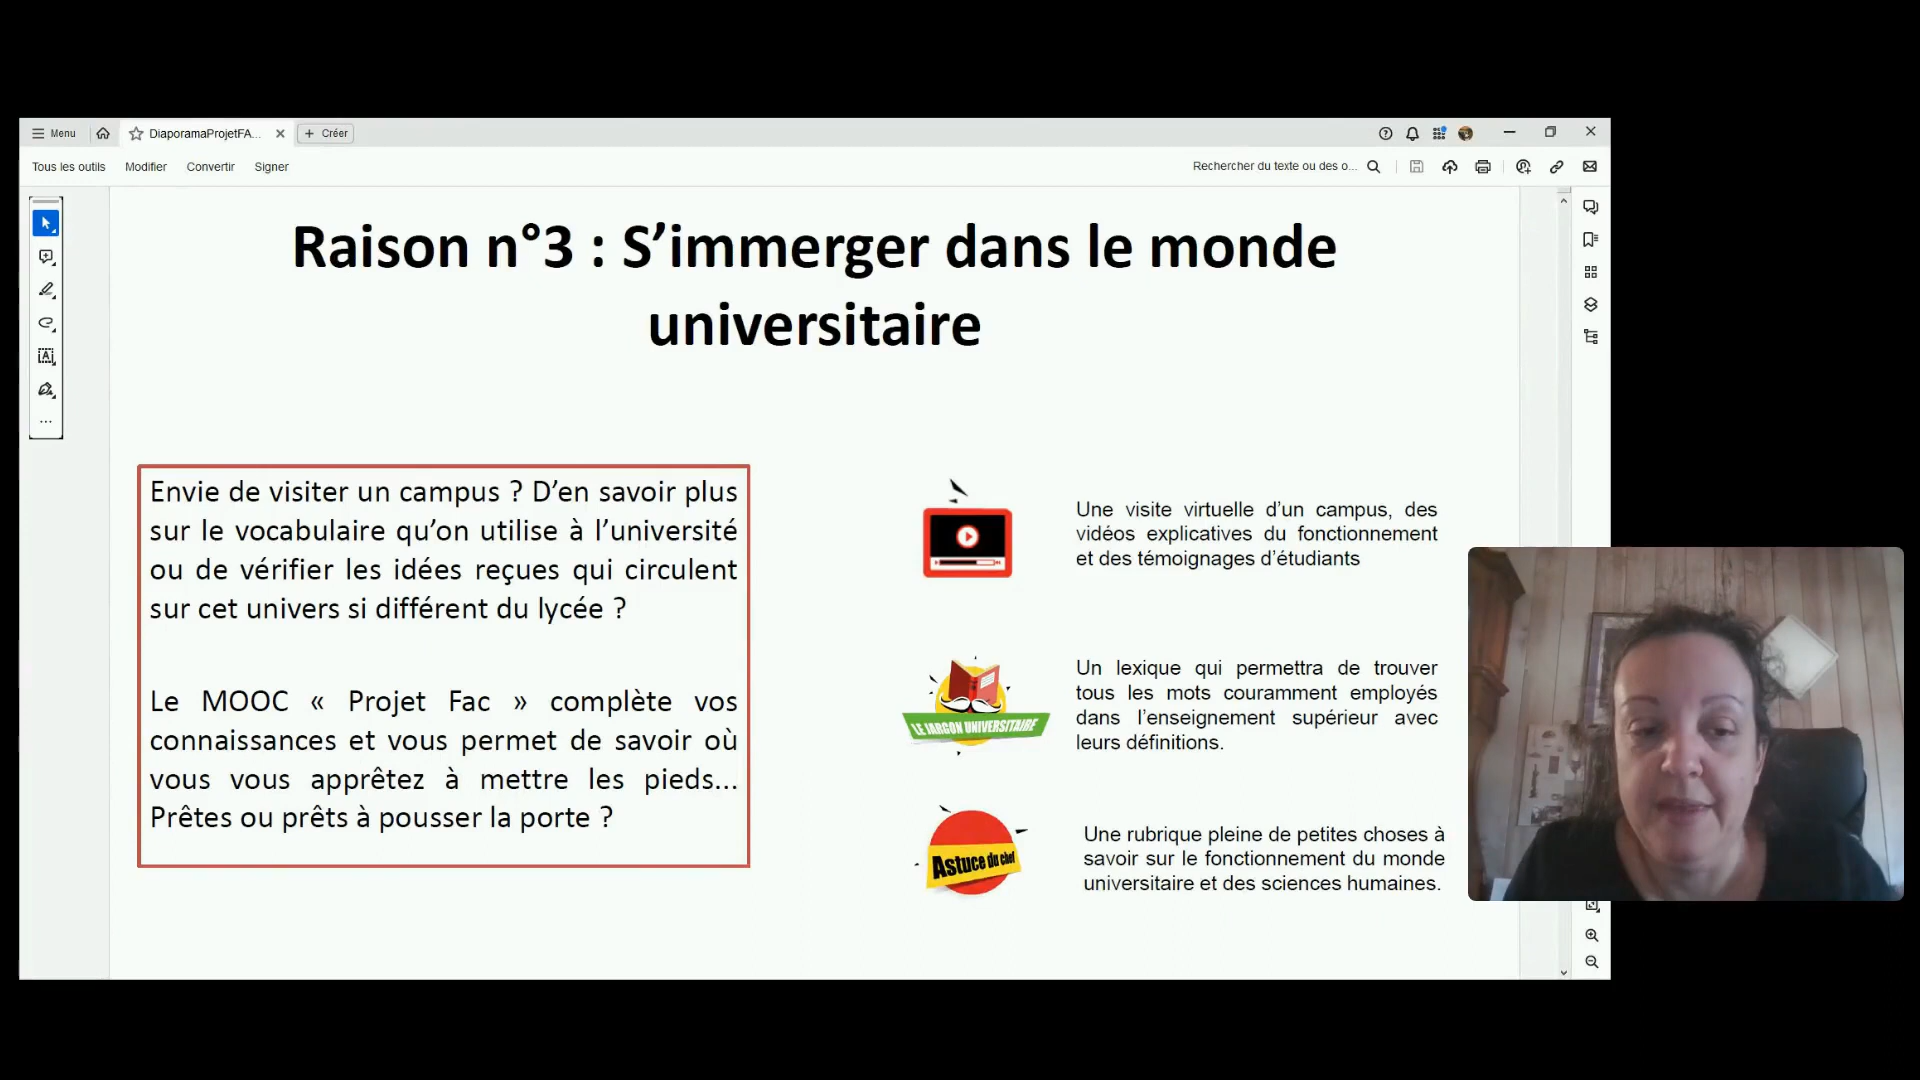 Menu
DiaporamaProjetFA...
Créer
Tous les outils
Modifier
Convertir
Signer
Rechercher du texte ou des o...
Raison n°3 : S’immerger dans le monde
universitaire
Envie de visiter un campus ? D’en savoir plus
sur le vocabulaire qu’on utilise à l’université
ou de vérifier les idées reçues qui circulent
sur cet univers si différent du lycée ?
Le MOOC « Projet Fac » complète vos
connaissances et vous permet de savoir où
vous vous apprêtez à mettre les pieds...
Prêtes ou prêts à pousser la porte ?
Une visite virtuelle d’un campus, des
vidéos explicatives du fonctionnement
et des témoignages d’étudiants
LE JARGON UNIVERSITAIRE
Un lexique qui permettra de trouver
tous les mots couramment employés
dans l’enseignement supérieur avec
leurs définitions.
Astuce du chef
Une rubrique pleine de petites choses à
savoir sur le fonctionnement du monde
universitaire et des sciences humaines.